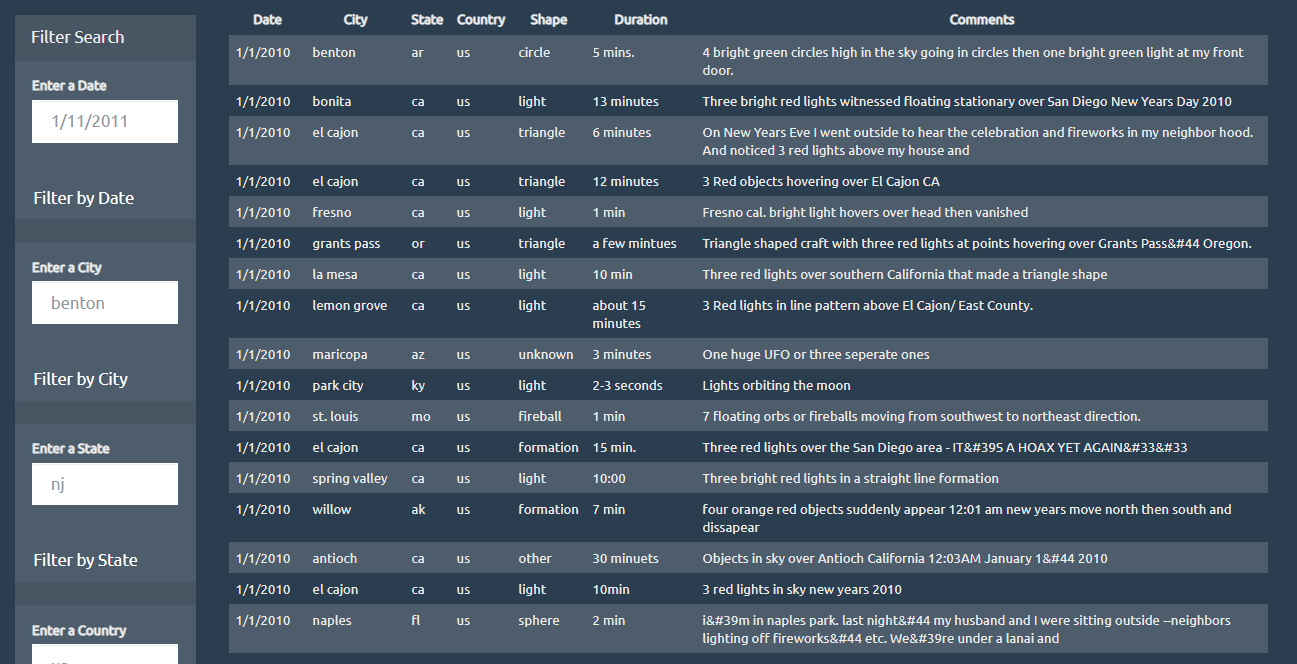 Filter Search
Enter a Date
1/11/2011
Filter by Date
Enter a City
benton
Filter by City
Enter a State
nj
Filter by State
Enter a Country
Date City State Country Shape Duration Comments
1/1/2010 benton ar us circle 5 mins. 4 bright green circles high in the sky going in circles then one bright green light at my front
door.
1/1/2010 bonita ca us light 13 minutes Three bright red lights witnessed floating stationary over San Diego New Years Day 2010
1/1/2010 el cajon ca us triangle 6 minutes On New Years Eve I went outside to hear the celebration and fireworks in my neighbor hood.
And noticed 3 red lights above my house and
1/1/2010 el cajon ca us triangle 12 minutes 3 Red objects hovering over El Cajon CA
1/1/2010 fresno ca us light 1 min Fresno cal. bright light hovers over head then vanished
1/1/2010 grants pass or us triangle a few mintues Triangle shaped craft with three red lights at points hovering over Grants Pass&#44 Oregon.
1/1/2010 la mesa ca us light 10 min Three red lights over southern California that made a triangle shape
1/1/2010 lemon grove ca us light about 15 3 Red lights in line pattern above El Cajon/ East County.
minutes
1/1/2010 maricopa az us unknown 3 minutes One huge UFO or three seperate ones
1/1/2010 park city ky us light 2-3 seconds Lights orbiting the moon
1/1/2010 st. louis mo us fireball 1 min 7 floating orbs or fireballs moving from southwest to northeast direction.
1/1/2010 el cajon ca us formation 15 min. Three red lights over the San Diego area - IT&#39S A HOAX YET AGAIN&#33&#33
1/1/2010 spring valley ca us light 10:00 Three bright red lights in a straight line formation
1/1/2010 willow ak us formation 7 min four orange red objects suddenly appear 12:01 am new years move north then south and
dissapear
1/1/2010 antioch ca us other 30 minuets Objects in sky over Antioch California 12:03AM January 1&#44 2010
1/1/2010 el cajon ca us light 10min 3 red lights in sky new years 2010
1/1/2010 naples fl us sphere 2 min i&#39m in naples park. last night&#44 my husband and I were sitting outside --neighbors
lighting off fireworks&#44 etc. We&#39re under a lanai and